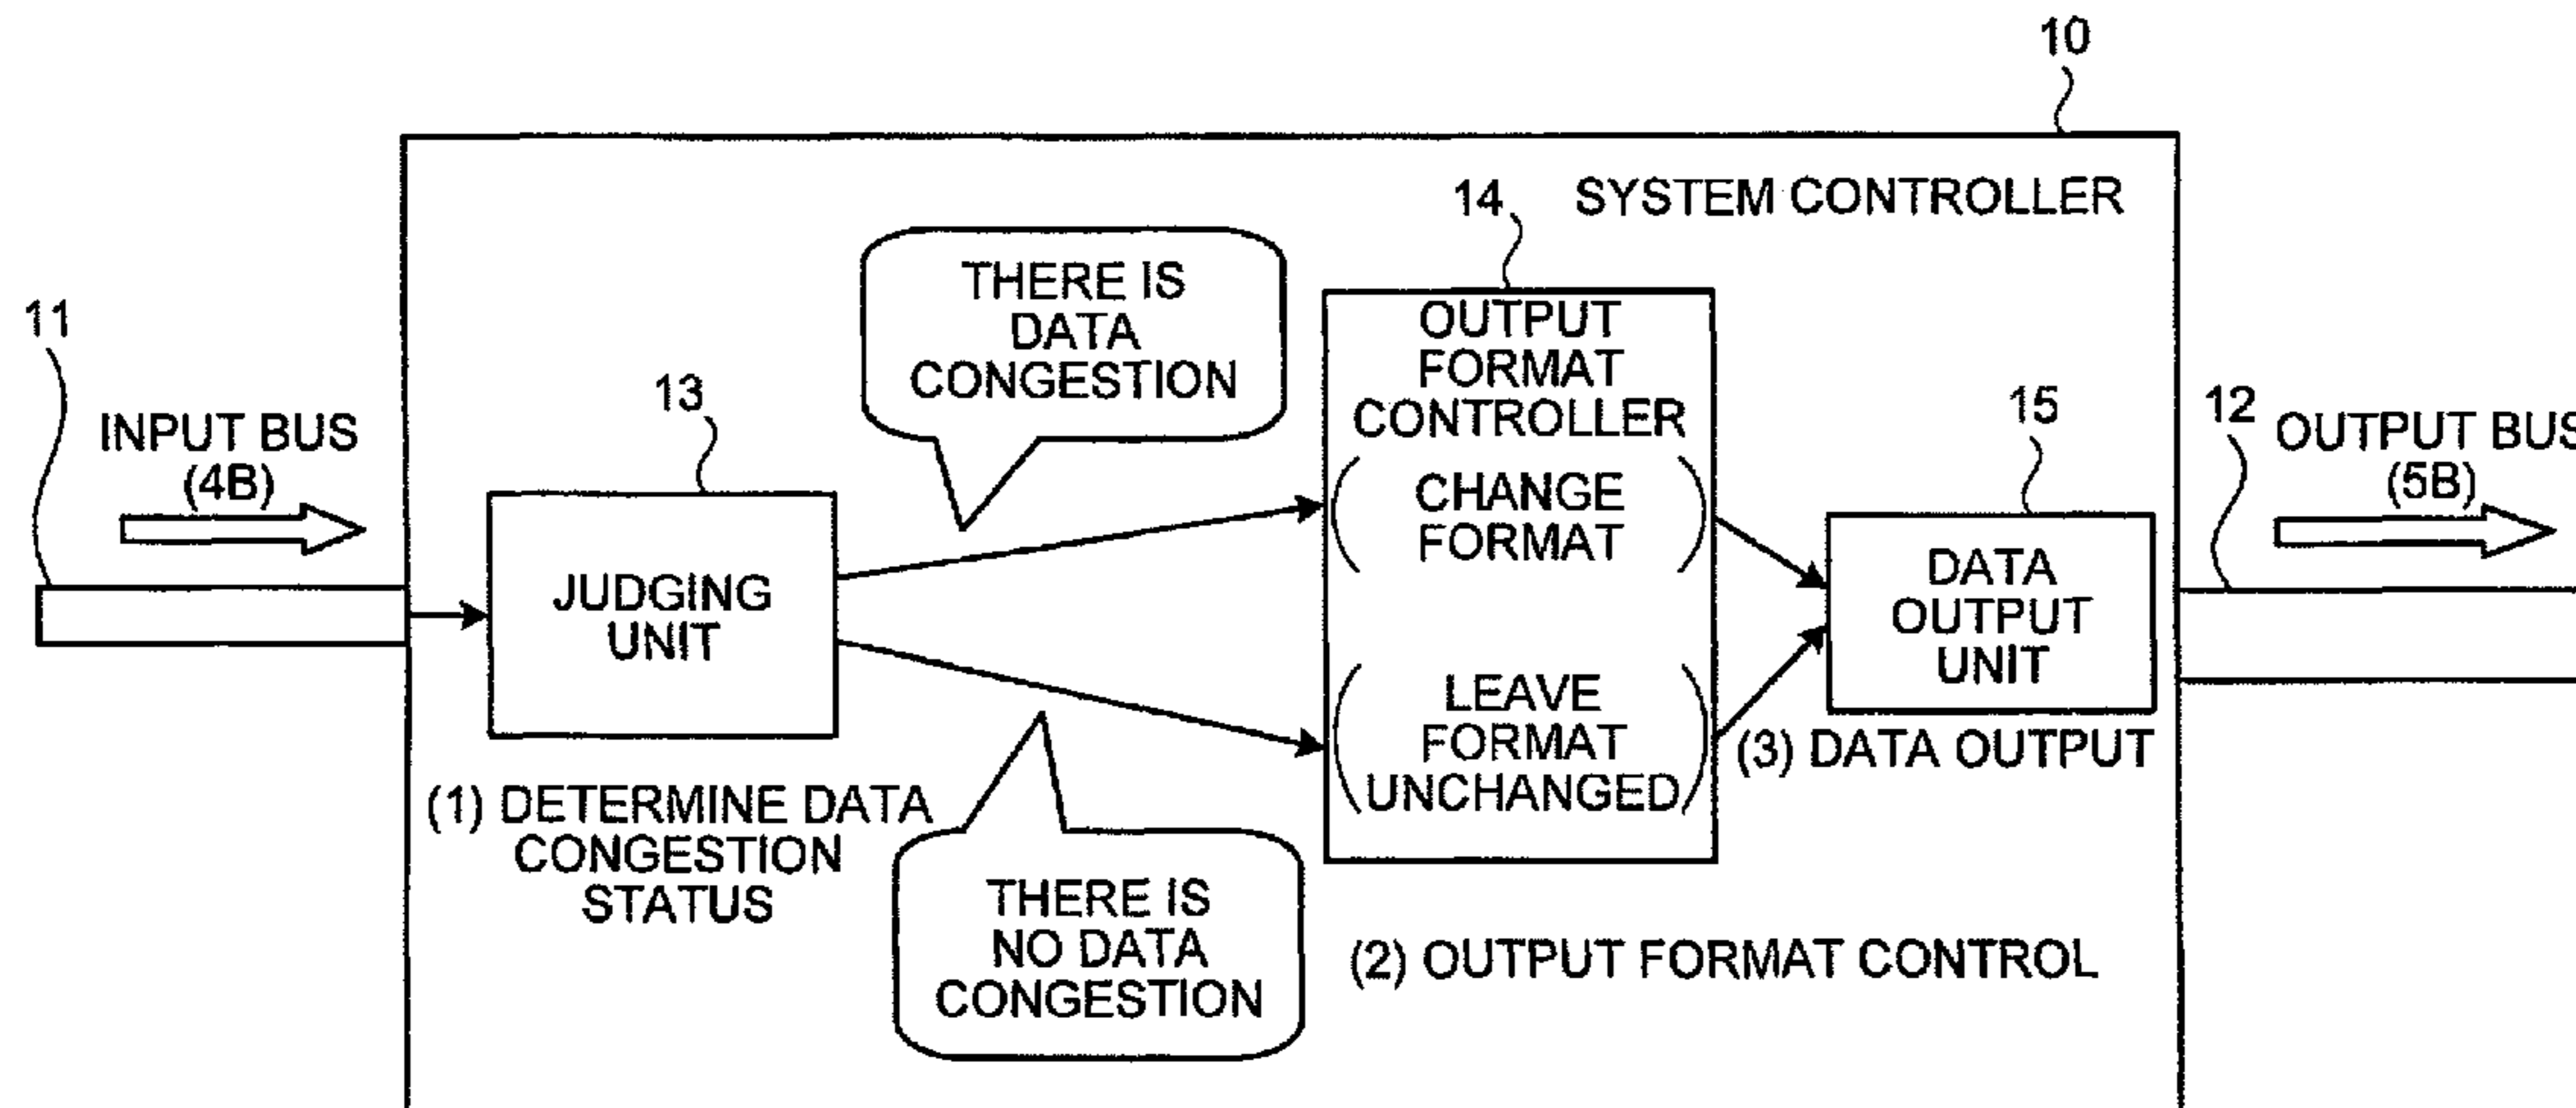 10
SYSTEM CONTROLLER
14
THERE IS
DATA
CONGESTION
11
INPUT BUS
(4B)
13
JUDGING
UNIT
(1) DETERMINE DATA
CONGESTION
STATUS
THERE IS
NO DATA
CONGESTION
OUTPUT
FORMAT
CONTROLLER
(CHANGE
FORMAT)
(LEAVE
FORMAT
UNCHANGED)
(2) OUTPUT FORMAT CONTROL
15
DATA
OUTPUT
UNIT
(3) DATA OUTPUT
12
OUTPUT BUS
(5B)